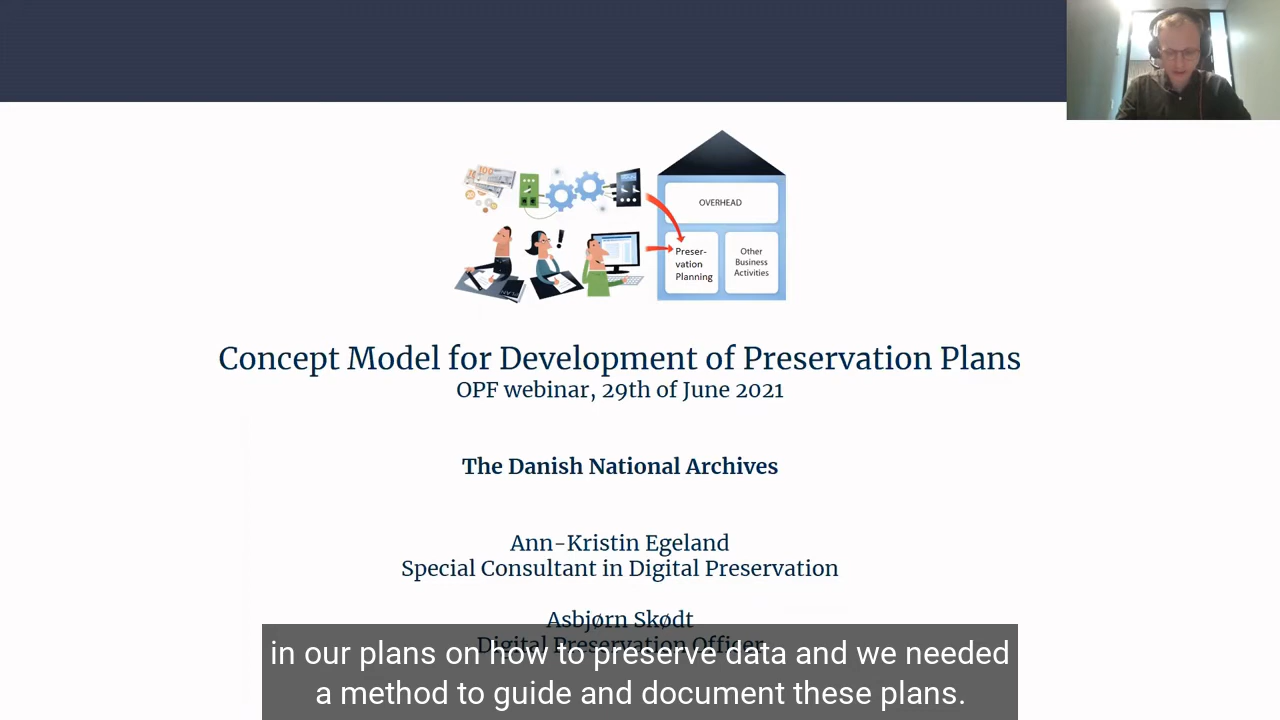 100
OVERHEAD
Preser-
vation
Planning
Other
Business
Activities
PLAN
Concept Model for Development of Preservation Plans
OPF webinar, 29th of June 2021
The Danish National Archives
Ann-Kristin Egeland
Special Consultant in Digital Preservation
Asbjørn Skødt
Digital Preservation Officer
in our plans on how to preserve data and we needed
a method to guide and document these plans.